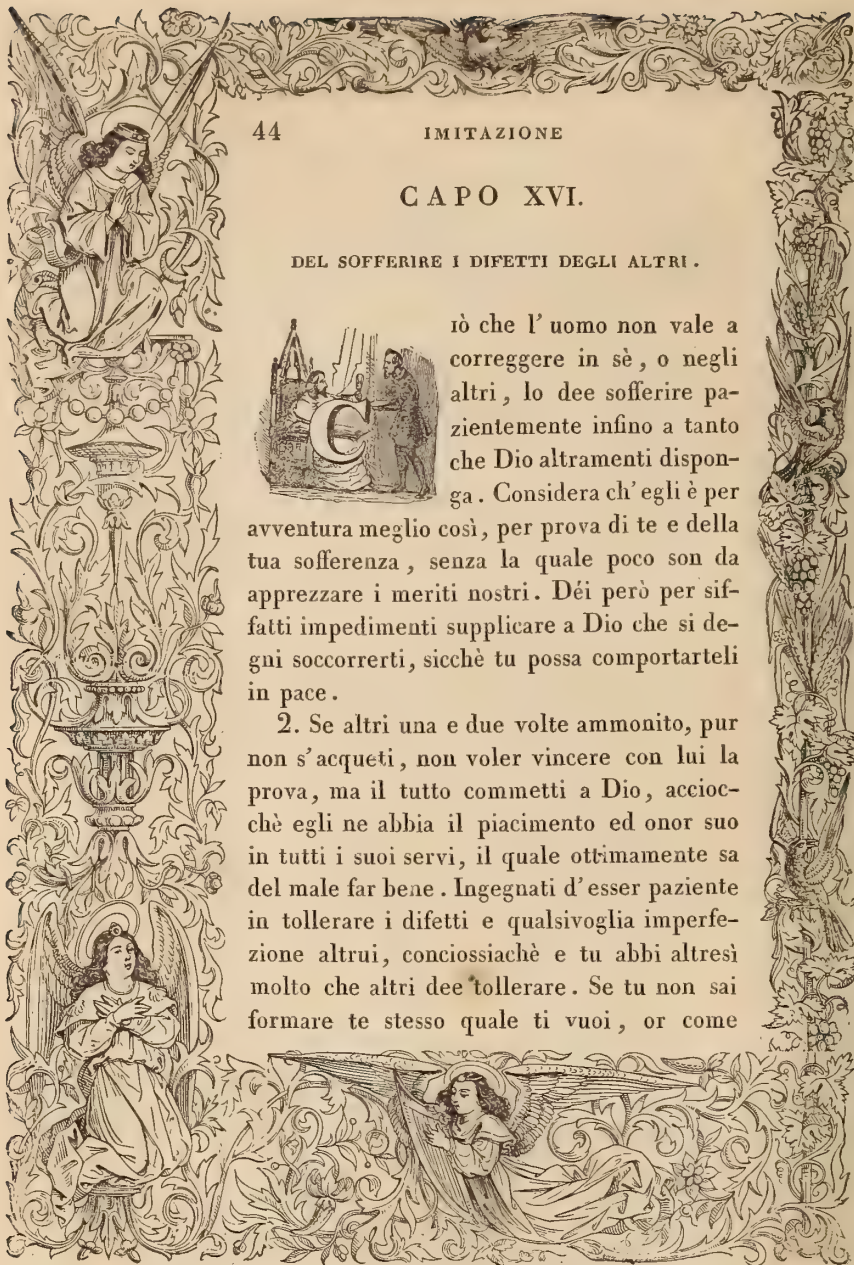 44 IMITAZIONE
CAPO XVI.
DEL SOFFERIRE I DIFETTI DEGLI ALTRI .
Ciò che l' uomo non vale a
correggere in sè , o negli
altri , lo dee sofferire pa-
zientemente infino a tanto
che Dio altramenti dispon-
ga . Considera ch' egli è per
avventura meglio così, per prova di te e della
tua sofferenza , senza la quale poco son da
apprezzare i meriti nostri. Déi però per sif-
fatti impedimenti supplicare a Dio che si de-
gni soccorrerti, sicchè tu possa comportarteli
in pace .
2. Se altri una e due volte ammonito, pur
non s' acqueti , non voler vincere con lui la
prova, ma il tutto commetti a Dio, accioc-
chè egli ne abbia il piacimento ed onor suo
in tutti i suoi servi, il quale ottimamente sa
del male far bene . Ingegnati d' esser paziente
in tollerare i difetti e qualsivoglia imperfe-
zione altrui, conciossiachè e tu abbi altresì
molto che altri dee tollerare . Se tu non sai
formare te stesso quale ti vuoi , or come